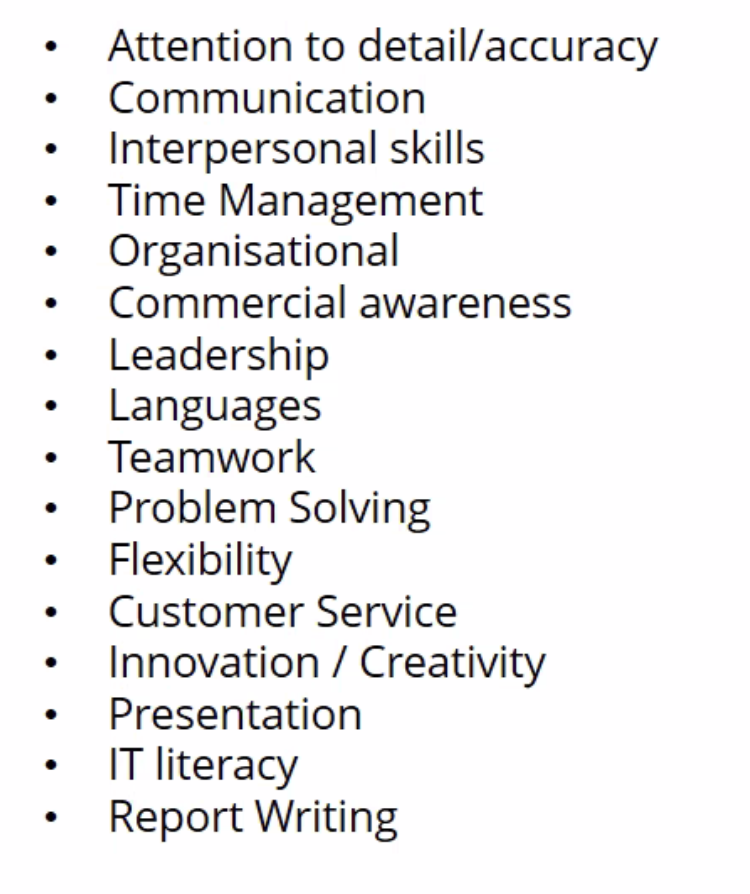 • Attention to detail/accuracy
• Communication
• Interpersonal skills
• Time Management
• Organisational
• Commercial awareness
• Leadership
• Languages
• Teamwork
• Problem Solving
• Flexibility
• Customer Service
• Innovation / Creativity
• Presentation
• IT literacy
• Report Writing